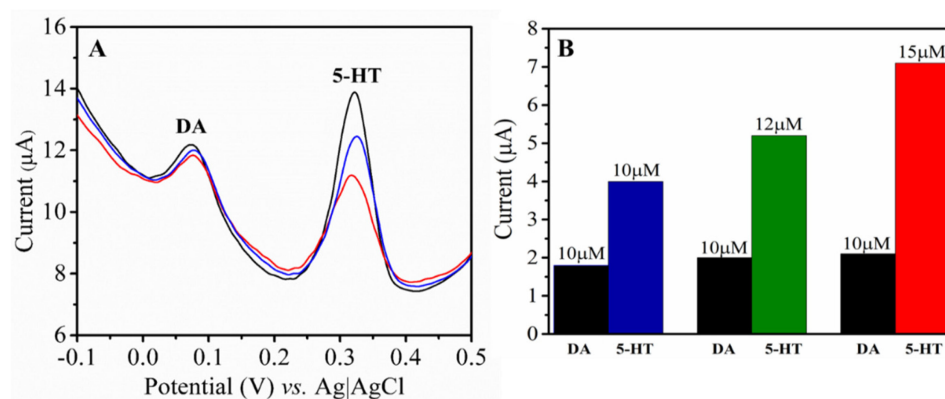 A
DA
5-HT
16
14
12
10
8
6
Current (μA)
-0.1 0.0 0.1 0.2 0.3 0.4 0.5
Potential (V) vs. Ag|AgCl
B
8
7
6
5
4
3
2
1
0
Current (μA)
10μM 10μM
10μM 12μM
10μM 15μM
DA 5-HT DA 5-HT DA 5-HT